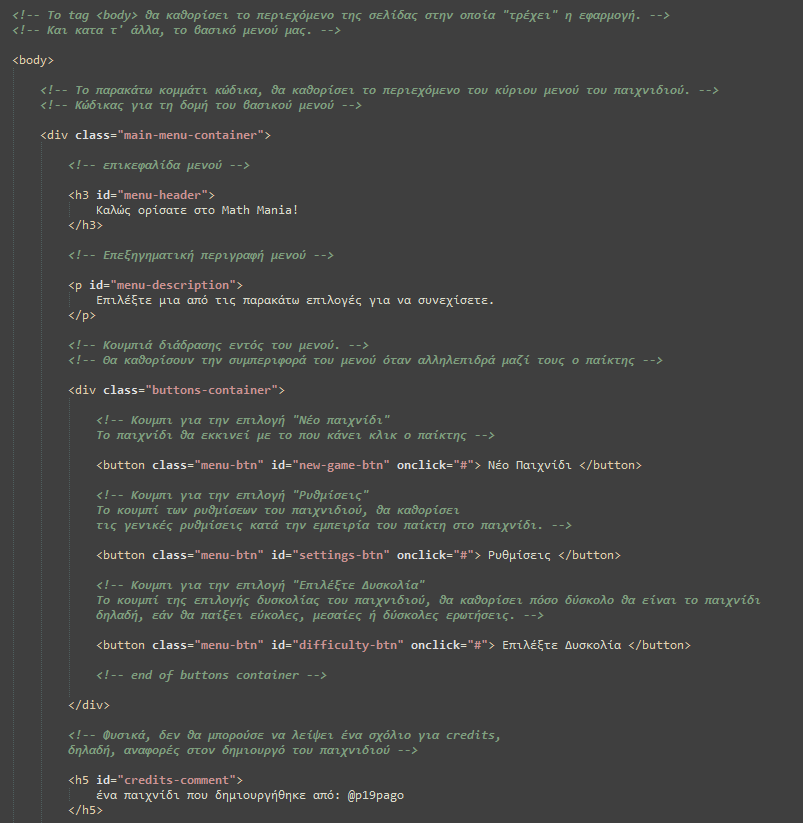 <!-- Το tag <body> θα καθορίσει το περιεχόμενο της σελίδας στην οποία "τρέχει" η εφαρμογή. -->
<!-- Και κατα τ' άλλα, το βασικό μενού μας. -->
<body>
<!-- Το παρακάτω κομμάτι κώδικα, θα καθορίσει το περιεχόμενο του κύριου μενού του παιχνιδιού. -->
<!-- Κώδικας για τη δομή του βασικού μενού -->
<div class="main-menu-container">
<!-- επικεφαλίδα μενού -->
<h3 id="menu-header">
Καλώς ορίσατε στο Math Mania!
</h3>
<!-- Επεξηγηματική περιγραφή μενού -->
<p id="menu-description">
Επιλέξτε μια από τις παρακάτω επιλογές για να συνεχίσετε.
</p>
<!-- Κουμπιά διάδρασης εντός του μενού. -->
<!-- Θα καθορίσουν την συμπεριφορά του μενού όταν αλληλεπιδρά μαζί τους ο παίκτης -->
<div class="buttons-container">
<!-- Κουμπι για την επιλογή "Νέο παιχνίδι"
Το παιχνίδι θα εκκινεί με το που κάνει κλικ ο παίκτης -->
<button class="menu-btn" id="new-game-btn" onclick="#"> Νέο Παιχνίδι </button>
<!-- Κουμπι για την επιλογή "Ρυθμίσεις"
Το κουμπί των ρυθμίσεων του παιχνιδιού, θα καθορίσει
τις γενικές ρυθμίσεις κατά την εμπειρία του παίκτη στο παιχνίδι. -->
<button class="menu-btn" id="settings-btn" onclick="#"> Ρυθμίσεις </button>
<!-- Κουμπι για την επιλογή "Επιλέξτε Δυσκολία"
Το κουμπί της επιλογής δυσκολίας του παιχνιδιού, θα καθορίσει πόσο δύσκολο θα είναι το παιχνίδι
δηλαδή, εάν θα παίξει εύκολες, μεσαίες ή δύσκολες ερωτήσεις. -->
<button class="menu-btn" id="difficulty-btn" onclick="#"> Επιλέξτε Δυσκολία </button>
<!-- end of buttons container -->
</div>
<!-- Φυσικά, δεν θα μπορούσε να λείψει ένα σχόλιο για credits,
δηλαδή, αναφορές στον δημιουργό του παιχνιδιού -->
<h5 id="credits-comment">
ένα παιχνίδι που δημιουργήθηκε από: @p19pago
</h5>